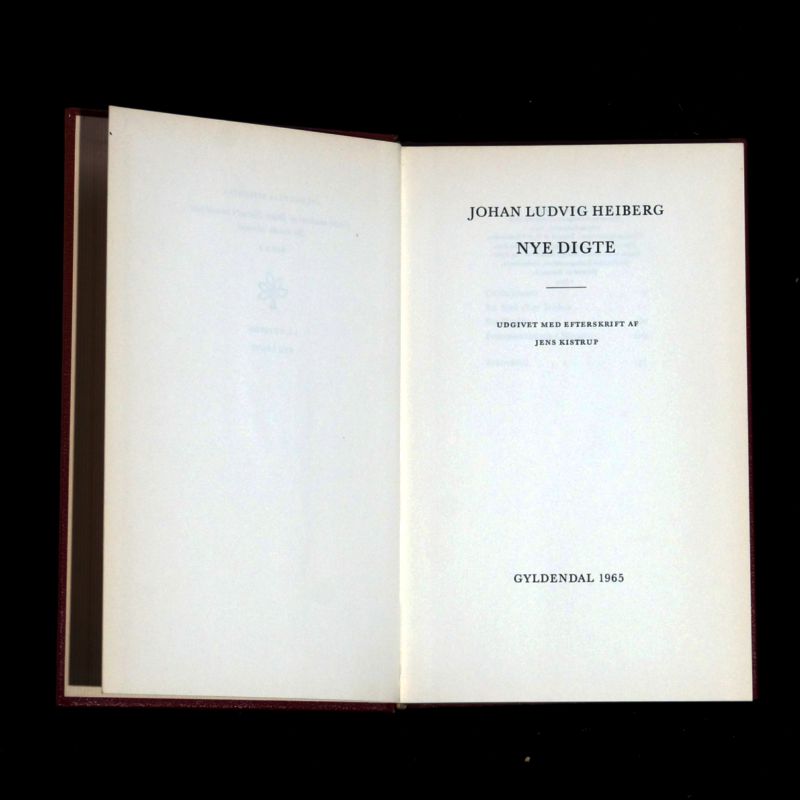 JOHAN LUDVIG HEIBERG
NYE DIGTE
UDGIVET MED EFTERSKRIFT AF
JENS KISTRUP
GYLDENDAL 1965